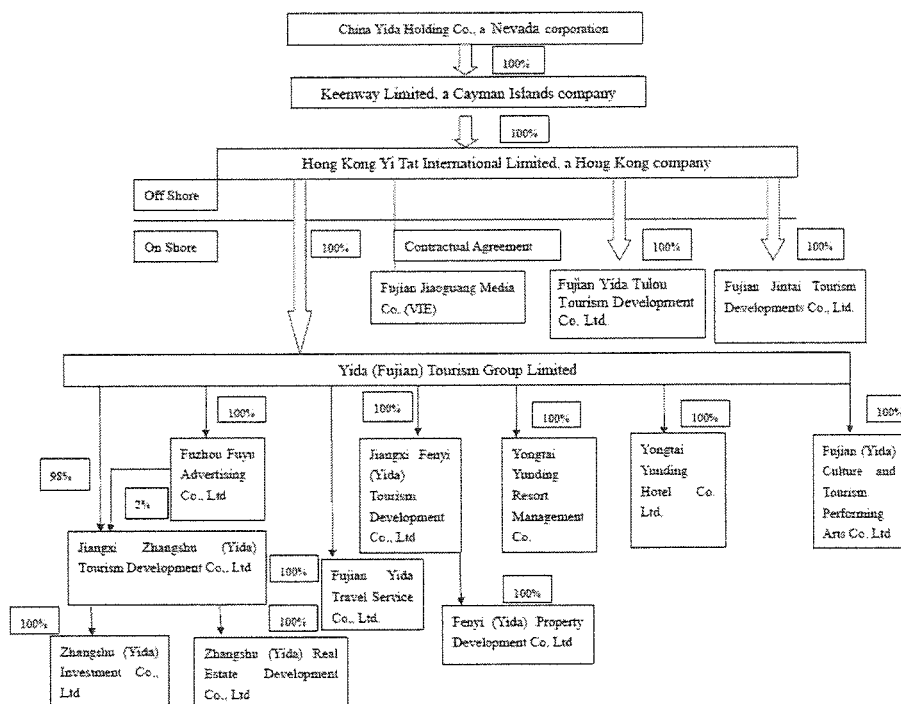 China Yida Holding Co., a Nevada corporation
100%
Keenway Limited, a Cayman Islands company
100%
Hong Kong Yi Tat International Limited, a Hong Kong company
Off Shore
On Shore
100%
Contractual Agreement
100%
100%
Fujian Jiaoguang Media
Co. (VIE)
Fujian Yida Tulou
Tourism Development
Co. Ltd.
Fujian Jintai Tourism
Developments Co., Ltd.
Yida (Fujian) Tourism Group Limited
100%
100%
100%
100%
100%
98%
Fuzhou Fuyu
Advertising
Co., Ltd
2%
Jiangxi Fenyi (Yida)
Tourism
Development
Co., Ltd
Yongtai
Yunding
Resort
Management
Co.
Yongtai
Yunding
Hotel Co.
Ltd.
Fujian (Yida)
Culture and
Tourism
Performing
Arts Co. Ltd
Jiangxi Zhangshu (Yida)
Tourism Development Co., Ltd
100%
Fujian Yida
Travel Service
Co., Ltd.
100%
Fenyi (Yida) Property
Development Co. Ltd
100%
100%
Zhangshu (Yida)
Investment Co.,
Ltd
Zhangshu (Yida) Real
Estate Development
Co., Ltd